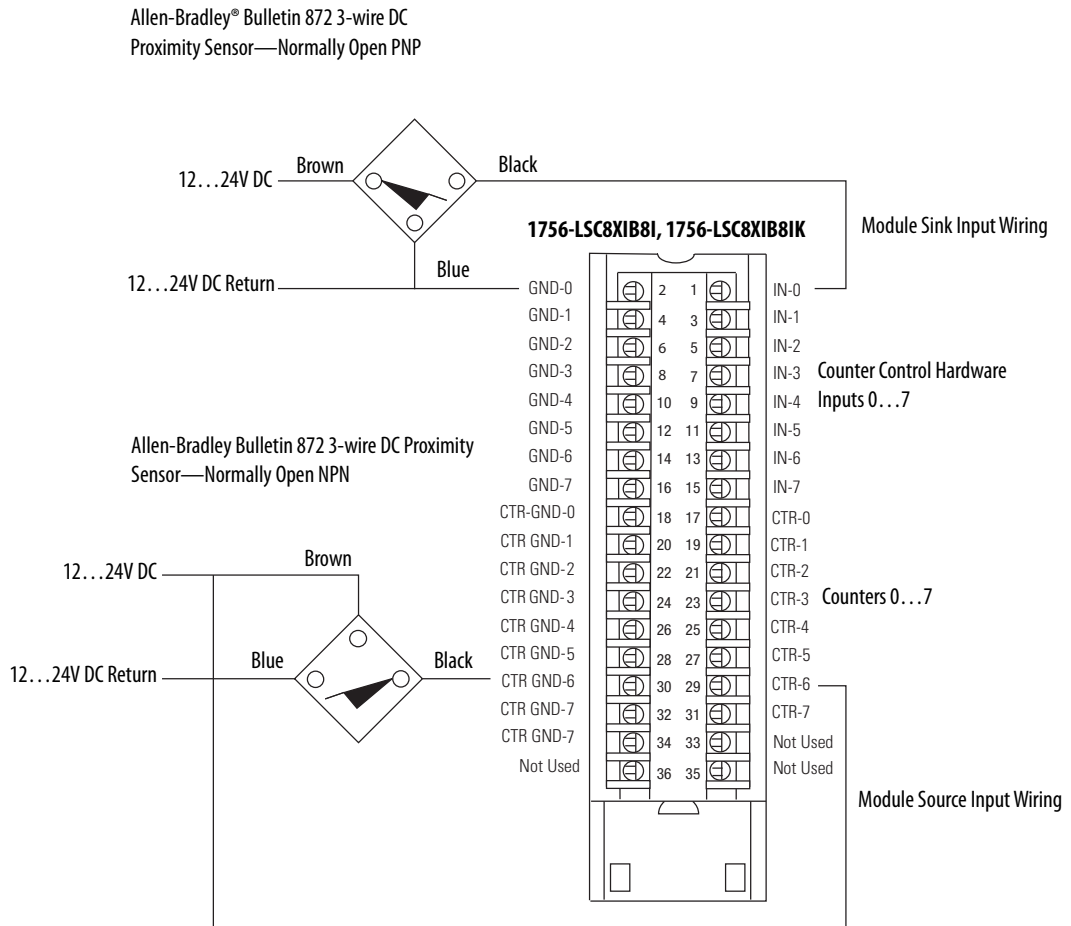 Allen-Bradley® Bulletin 872 3-wire DC
Proximity Sensor—Normally Open PNP
12…24V DC
Brown
Black
1756-LSC8XIB8I, 1756-LSC8XIB8IK
Module Sink Input Wiring
12…24V DC Return
Blue
GND-0 2 1 IN-0
GND-1 4 3 IN-1
GND-2 6 5 IN-2
GND-3 8 7 IN-3
GND-4 10 9 IN-4
GND-5 12 11 IN-5
GND-6 14 13 IN-6
GND-7 16 15 IN-7
CTR-GND-0 18 17 CTR-0
CTR GND-1 20 19 CTR-1
CTR GND-2 22 21 CTR-2
CTR GND-3 24 23 CTR-3
CTR GND-4 26 25 CTR-4
CTR GND-5 28 27 CTR-5
CTR GND-6 30 29 CTR-6
CTR GND-7 32 31 CTR-7
CTR GND-7 34 33 Not Used
Not Used 36 35 Not Used
Counter Control Hardware
Inputs 0…7
Counters 0…7
Allen-Bradley Bulletin 872 3-wire DC Proximity
Sensor—Normally Open NPN
12…24V DC
Brown
12…24V DC Return
Blue
Black
Module Source Input Wiring